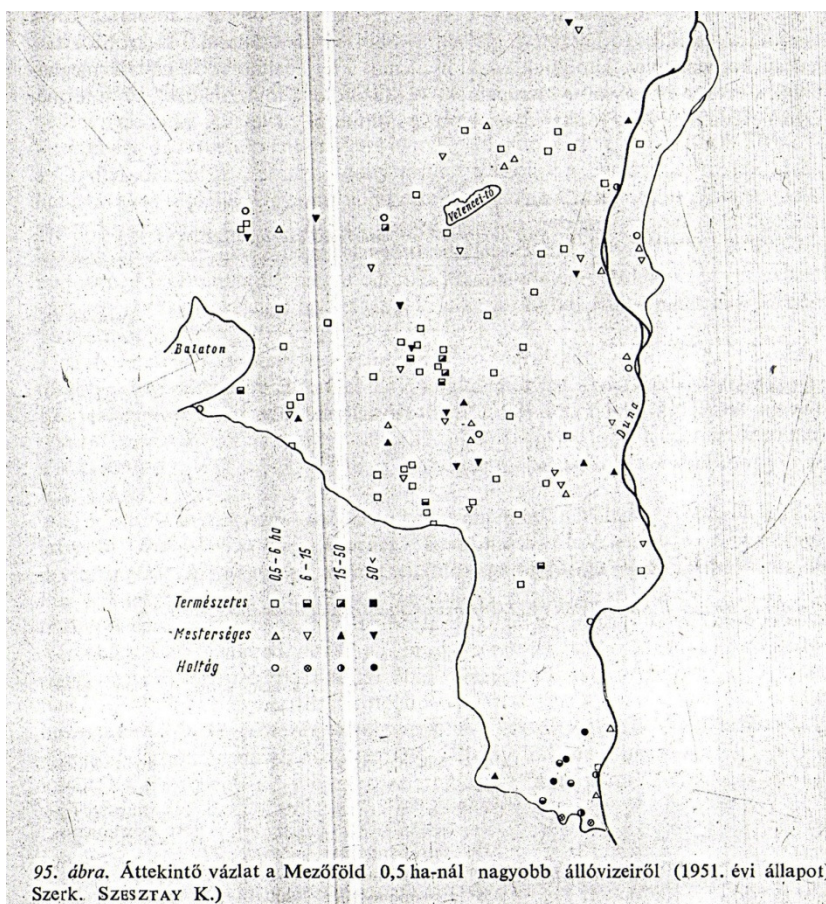 Velencei-tó
Balaton
Duna
0,5-6 ha
6-15
15-50
50<
Természetes
Mesterséges
Holtág
95. ábra. Áttekintő vázlat a Mezőföld 0,5 ha-nál nagyobb állóvizeiről (1951. évi állapot)
Szerk. SZESZTAY K.)